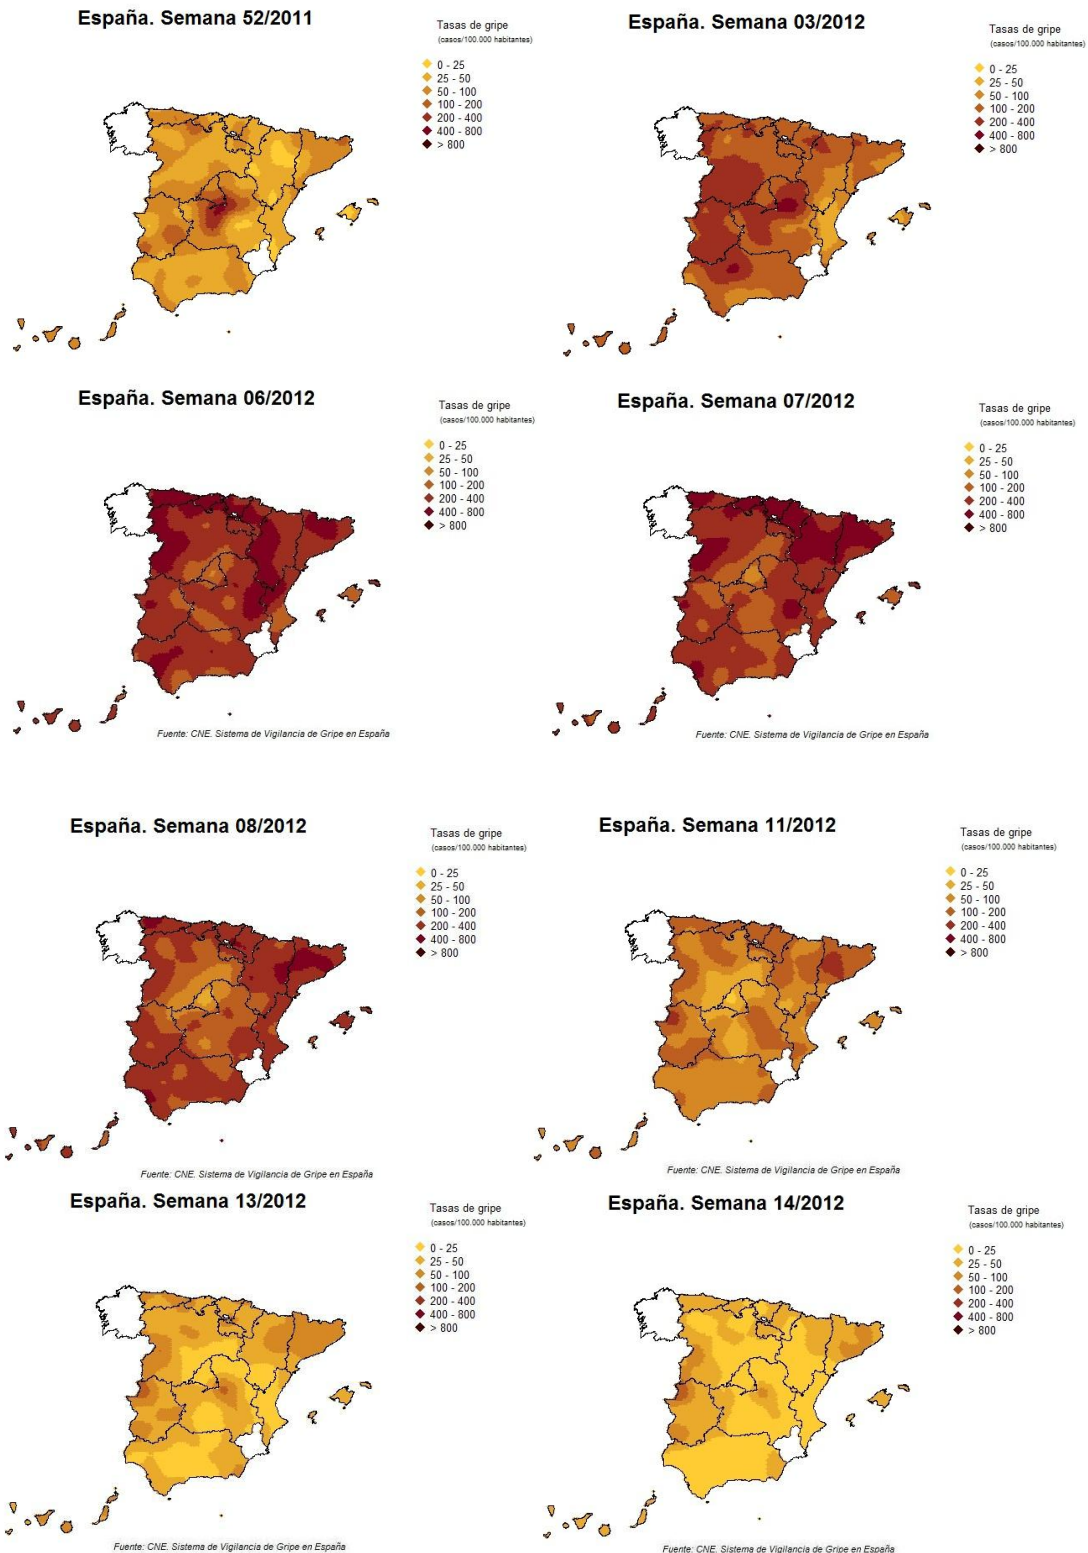 España. Semana 52/2011
Tasas de gripe
(casos/100.000 habitantes)
0 - 25
25 - 50
50 - 100
100 - 200
200 - 400
400 - 800
> 800
España. Semana 03/2012
Tasas de gripe
(casos/100.000 habitantes)
0 - 25
25 - 50
50 - 100
100 - 200
200 - 400
400 - 800
> 800
España. Semana 06/2012
Tasas de gripe
(casos/100.000 habitantes)
0 - 25
25 - 50
50 - 100
100 - 200
200 - 400
400 - 800
> 800
Fuente: CNE. Sistema de Vigilancia de Gripe en España
España. Semana 07/2012
Tasas de gripe
(casos/100.000 habitantes)
0 - 25
25 - 50
50 - 100
100 - 200
200 - 400
400 - 800
> 800
Fuente: CNE. Sistema de Vigilancia de Gripe en España
España. Semana 08/2012
Tasas de gripe
(casos/100.000 habitantes)
0 - 25
25 - 50
50 - 100
100 - 200
200 - 400
400 - 800
> 800
Fuente: CNE. Sistema de Vigilancia de Gripe en España
España. Semana 11/2012
Tasas de gripe
(casos/100.000 habitantes)
0 - 25
25 - 50
50 - 100
100 - 200
200 - 400
400 - 800
> 800
Fuente: CNE. Sistema de Vigilancia de Gripe en España
España. Semana 13/2012
Tasas de gripe
(casos/100.000 habitantes)
0 - 25
25 - 50
50 - 100
100 - 200
200 - 400
400 - 800
> 800
Fuente: CNE. Sistema de Vigilancia de Gripe en España
España. Semana 14/2012
Tasas de gripe
(casos/100.000 habitantes)
0 - 25
25 - 50
50 - 100
100 - 200
200 - 400
400 - 800
> 800
Fuente: CNE. Sistema de Vigilancia de Gripe en España